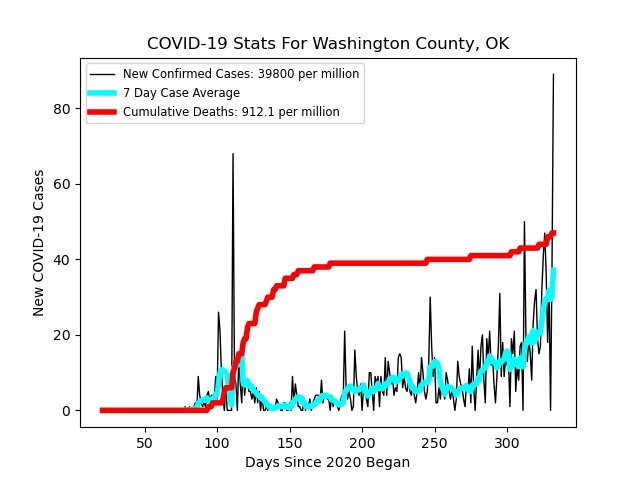 COVID-19 Stats For Washington County, OK
New Confirmed Cases: 39800 per million
7 Day Case Average
Cumulative Deaths: 912.1 per million
New COVID-19 Cases
80
60
40
20
0
50 100 150 200 250 300
Days Since 2020 Began